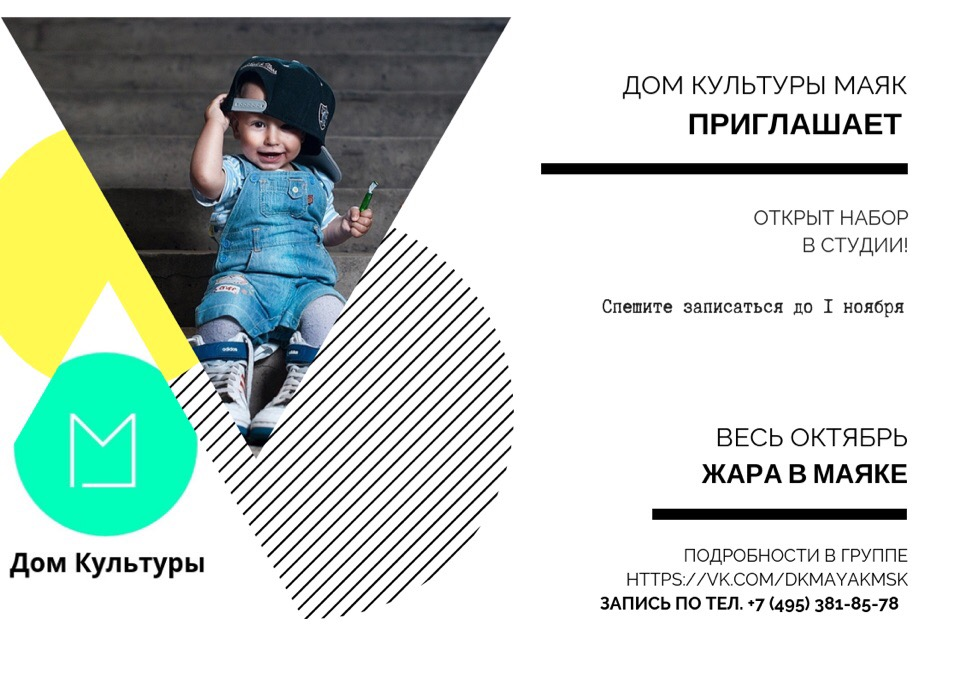 ДОМ КУЛЬТУРЫ МАЯК
ПРИГЛАШАЕТ
ОТКРЫТ НАБОР
В СТУДИИ!
Спешите записаться до I ноября
ВЕСЬ ОКТЯБРЬ
ЖАРА В МАЯКЕ
ПОДРОБНОСТИ В ГРУППЕ
HTTPS://VK.COM/DKMAYAKMSK
ЗАПИСЬ ПО ТЕЛ. +7 (495) 381-85-78
М
Дом Культуры
adidas